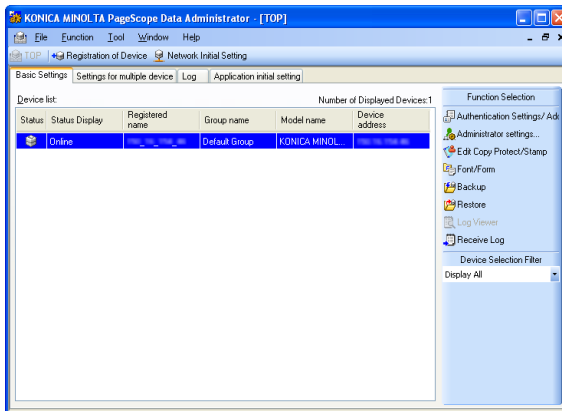 KONICA MINOLTA PageScope Data Administrator - [TOP]
File Function Tool Window Help
TOP Registration of Device Network Initial Setting
Basic Settings Settings for multiple device Log Application initial setting
Device list: Number of Displayed Devices:1
Status Status Display Registered name Group name Model name Device address
Online Default Group KONICA MINOL...
Function Selection
Authentication Settings/ Add
Administrator settings...
Edit Copy Protect/Stamp
Font/Form
Backup
Restore
Log Viewer
Receive Log
Device Selection Filter
Display All